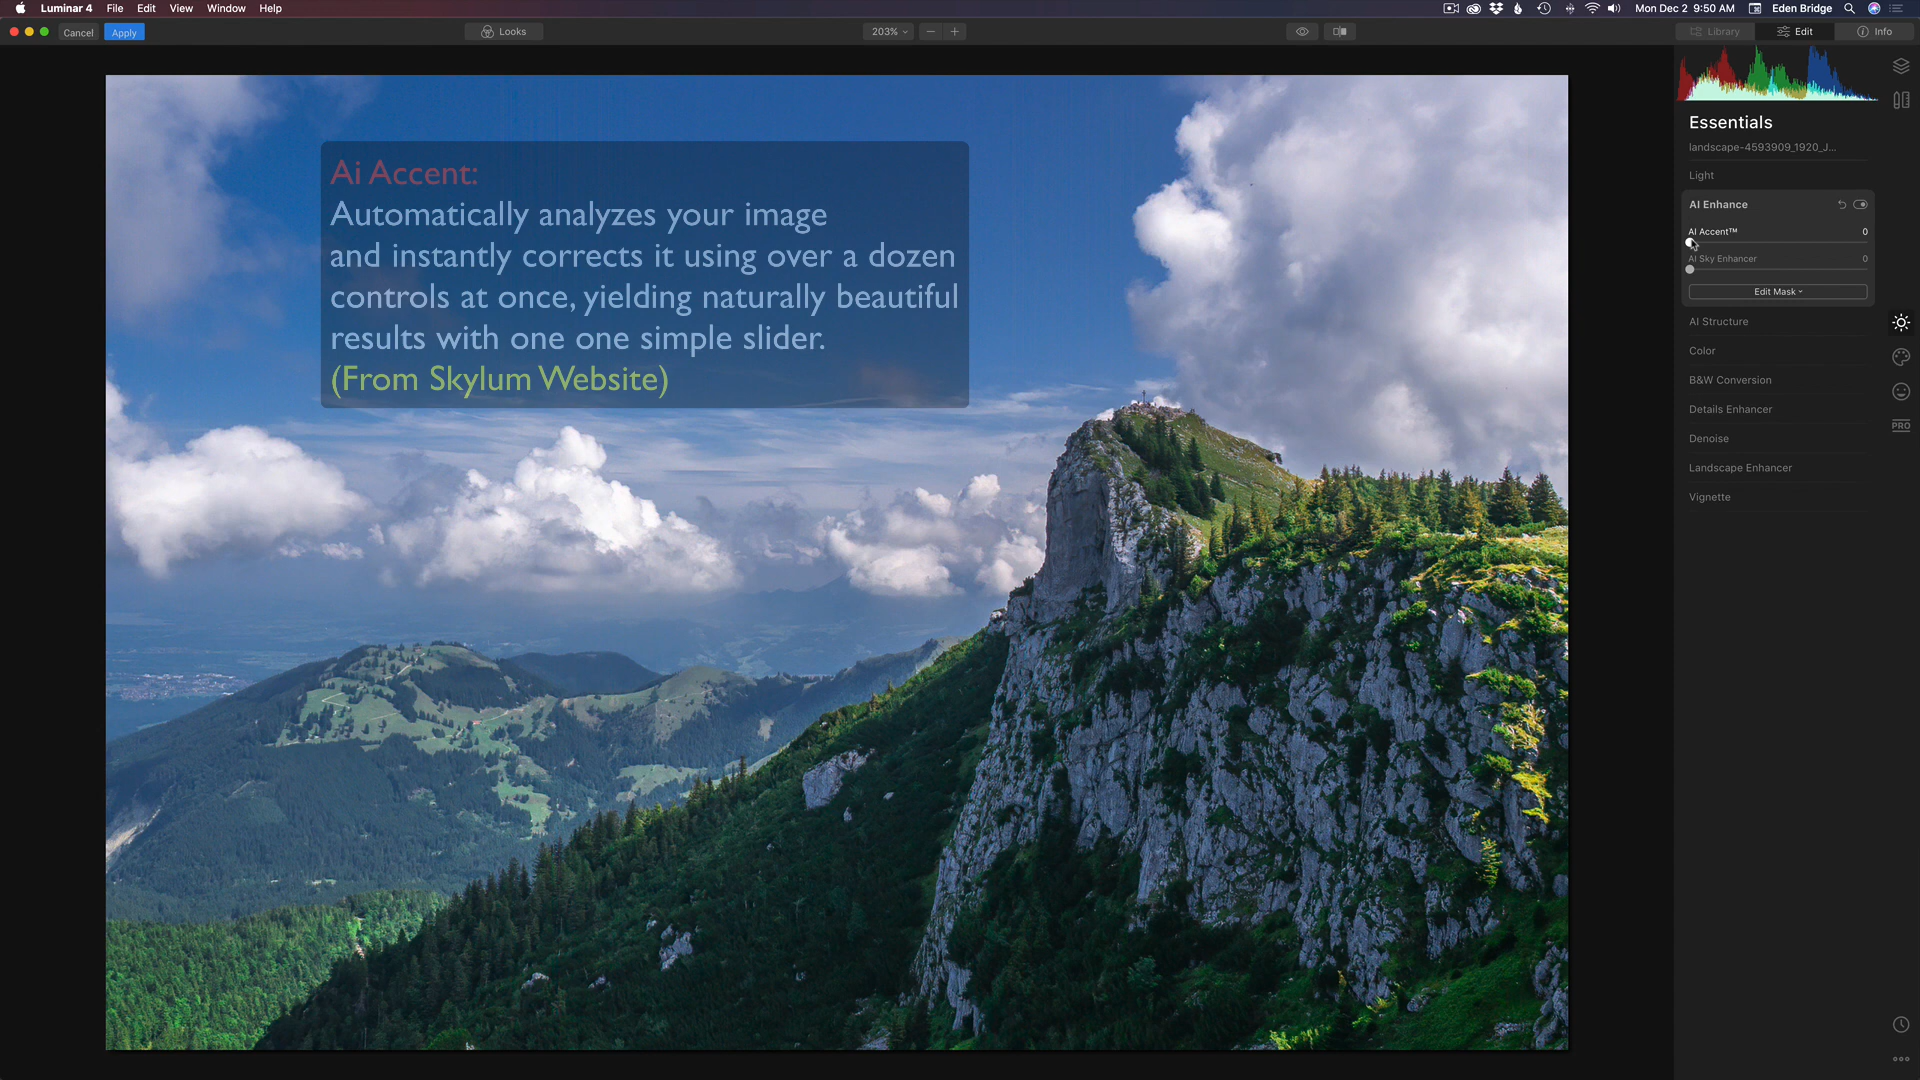 Luminar 4 File Edit View Window Help
Mon Dec 2 9:50 AM Eden Bridge
Cancel Apply Looks 203% Library Edit Info
Essentials
landscape-4593909_1920_J...
Light
AI Enhance
AI Accent™ 0
AI Sky Enhancer 0
Edit Mask
AI Structure
Color
B&W Conversion
Details Enhancer
Denoise
Landscape Enhancer
Vignette
PRO
Ai Accent:
Automatically analyzes your image
and instantly corrects it using over a dozen
controls at once, yielding naturally beautiful
results with one one simple slider.
(From Skylum Website)